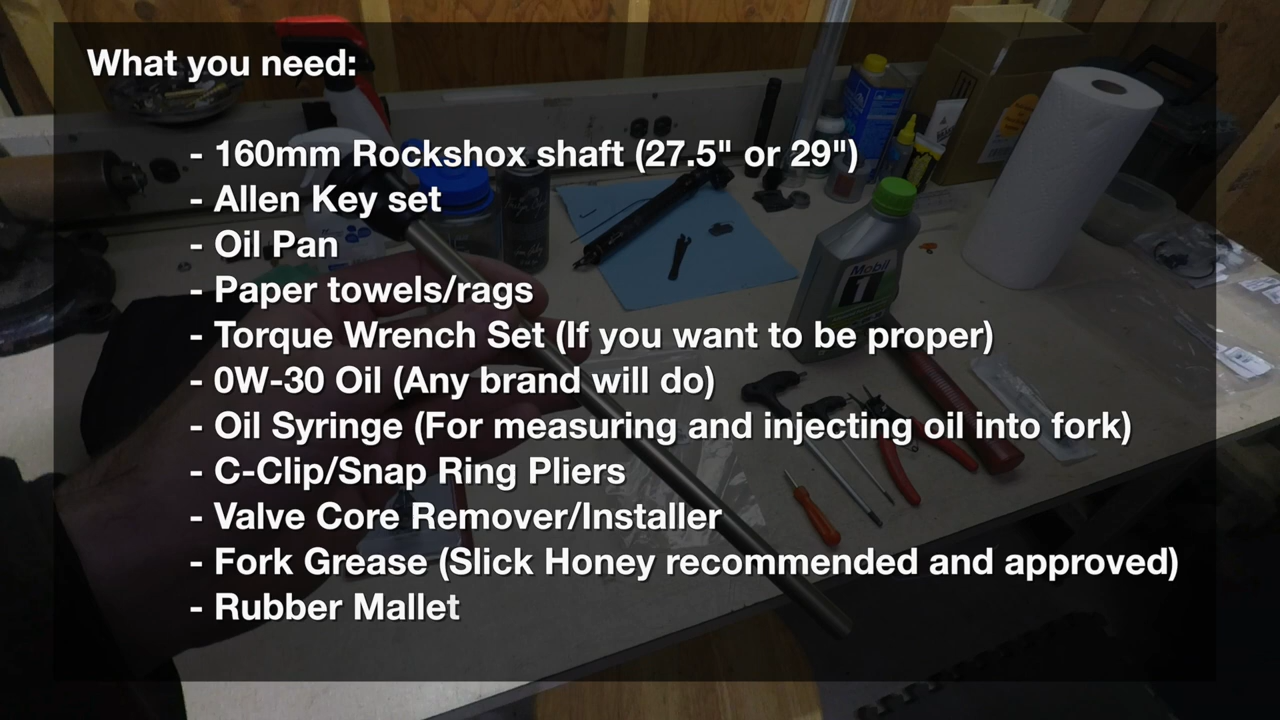 What you need:
- 160mm Rockshox shaft (27.5" or 29")
- Allen Key set
- Oil Pan
- Paper towels/rags
- Torque Wrench Set (If you want to be proper)
- 0W-30 Oil (Any brand will do)
- Oil Syringe (For measuring and injecting oil into fork)
- C-Clip/Snap Ring Pliers
- Valve Core Remover/Installer
- Fork Grease (Slick Honey recommended and approved)
- Rubber Mallet
Mobil
1